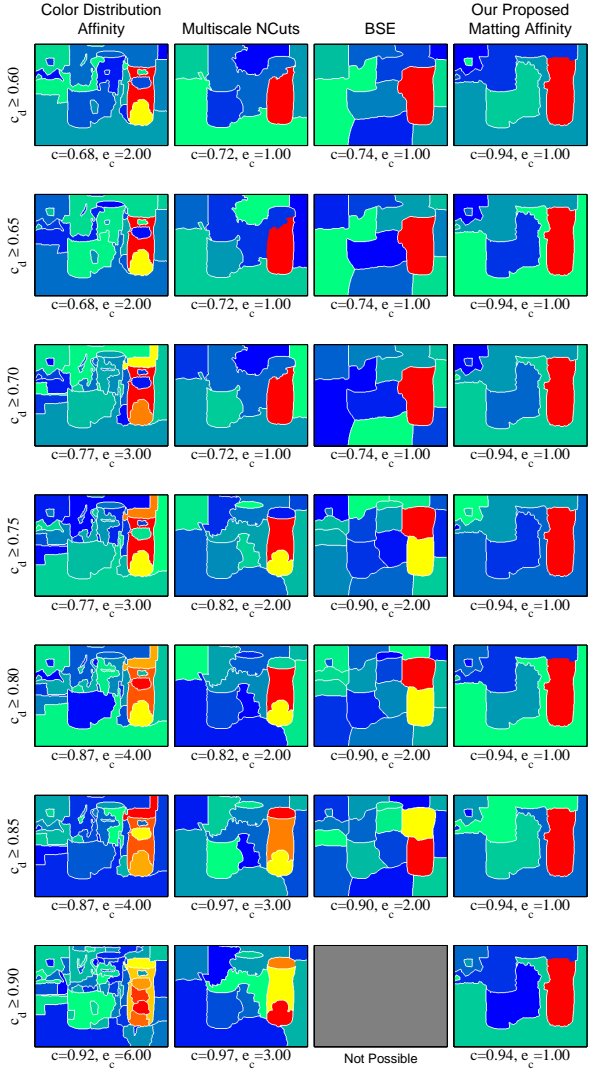 Color Distribution Affinity
Multiscale NCuts
BSE
Our Proposed Matting Affinity
c_p ≥ 0.60
c=0.68, e_c=2.00
c=0.72, e_c=1.00
c=0.74, e_c=1.00
c=0.94, e_c=1.00
c_p ≥ 0.65
c=0.68, e_c=2.00
c=0.72, e_c=1.00
c=0.74, e_c=1.00
c=0.94, e_c=1.00
c_p ≥ 0.70
c=0.77, e_c=3.00
c=0.72, e_c=1.00
c=0.74, e_c=1.00
c=0.94, e_c=1.00
c_p ≥ 0.75
c=0.77, e_c=3.00
c=0.82, e_c=2.00
c=0.90, e_c=2.00
c=0.94, e_c=1.00
c_p ≥ 0.80
c=0.87, e_c=4.00
c=0.82, e_c=2.00
c=0.90, e_c=2.00
c=0.94, e_c=1.00
c_p ≥ 0.85
c=0.87, e_c=4.00
c=0.97, e_c=3.00
c=0.90, e_c=2.00
c=0.94, e_c=1.00
c_p ≥ 0.90
c=0.92, e_c=6.00
c=0.97, e_c=3.00
Not Possible
c=0.94, e_c=1.00